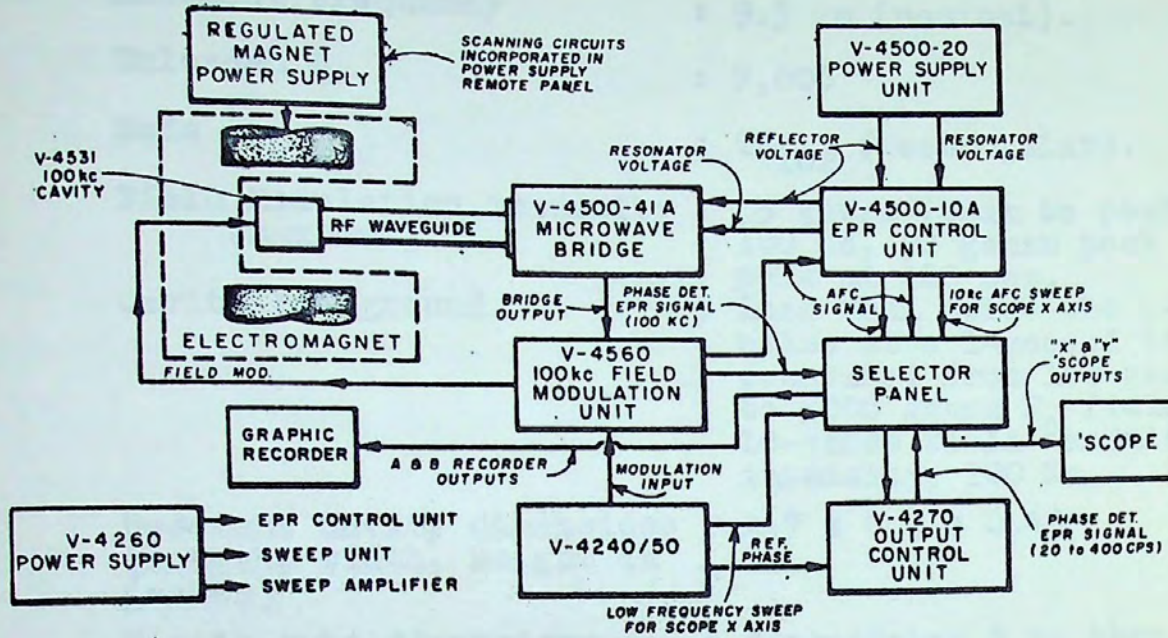 REGULATED
MAGNET
POWER SUPPLY
SCANNING CIRCUITS
INCORPORATED IN
POWER SUPPLY
REMOTE PANEL
V-4500-20
POWER SUPPLY
UNIT
: 9.5
REFLECTOR
VOLTAGE
RESONATOR
VOLTAGE
RESONATOR
VOLTAGE
V-4531
100kc
CAVITY
RF WAVEGUIDE
V-4500-41A
MICROWAVE
BRIDGE
V-4500-10A
EPR CONTROL
UNIT
BRIDGE
OUTPUT
PHASE DET.
EPR SIGNAL
(100 KC)
AFC
SIGNAL
10kc AFC SWEEP
FOR SCOPE X AXIS
ELECTROMAGNET
FIELD MOD.
V-4560
100kc FIELD
MODULATION
UNIT
SELECTOR
PANEL
"X" & "Y"
'SCOPE
OUTPUTS
'SCOPE
GRAPHIC
RECORDER
A & B RECORDER
OUTPUTS
MODULATION
INPUT
V-4260
POWER SUPPLY
EPR CONTROL UNIT
SWEEP UNIT
SWEEP AMPLIFIER
V-4240/50
REF.
PHASE
V-4270
OUTPUT
CONTROL
UNIT
PHASE DET.
EPR SIGNAL
(20 to 400CPS)
LOW FREQUENCY SWEEP
FOR SCOPE X AXIS